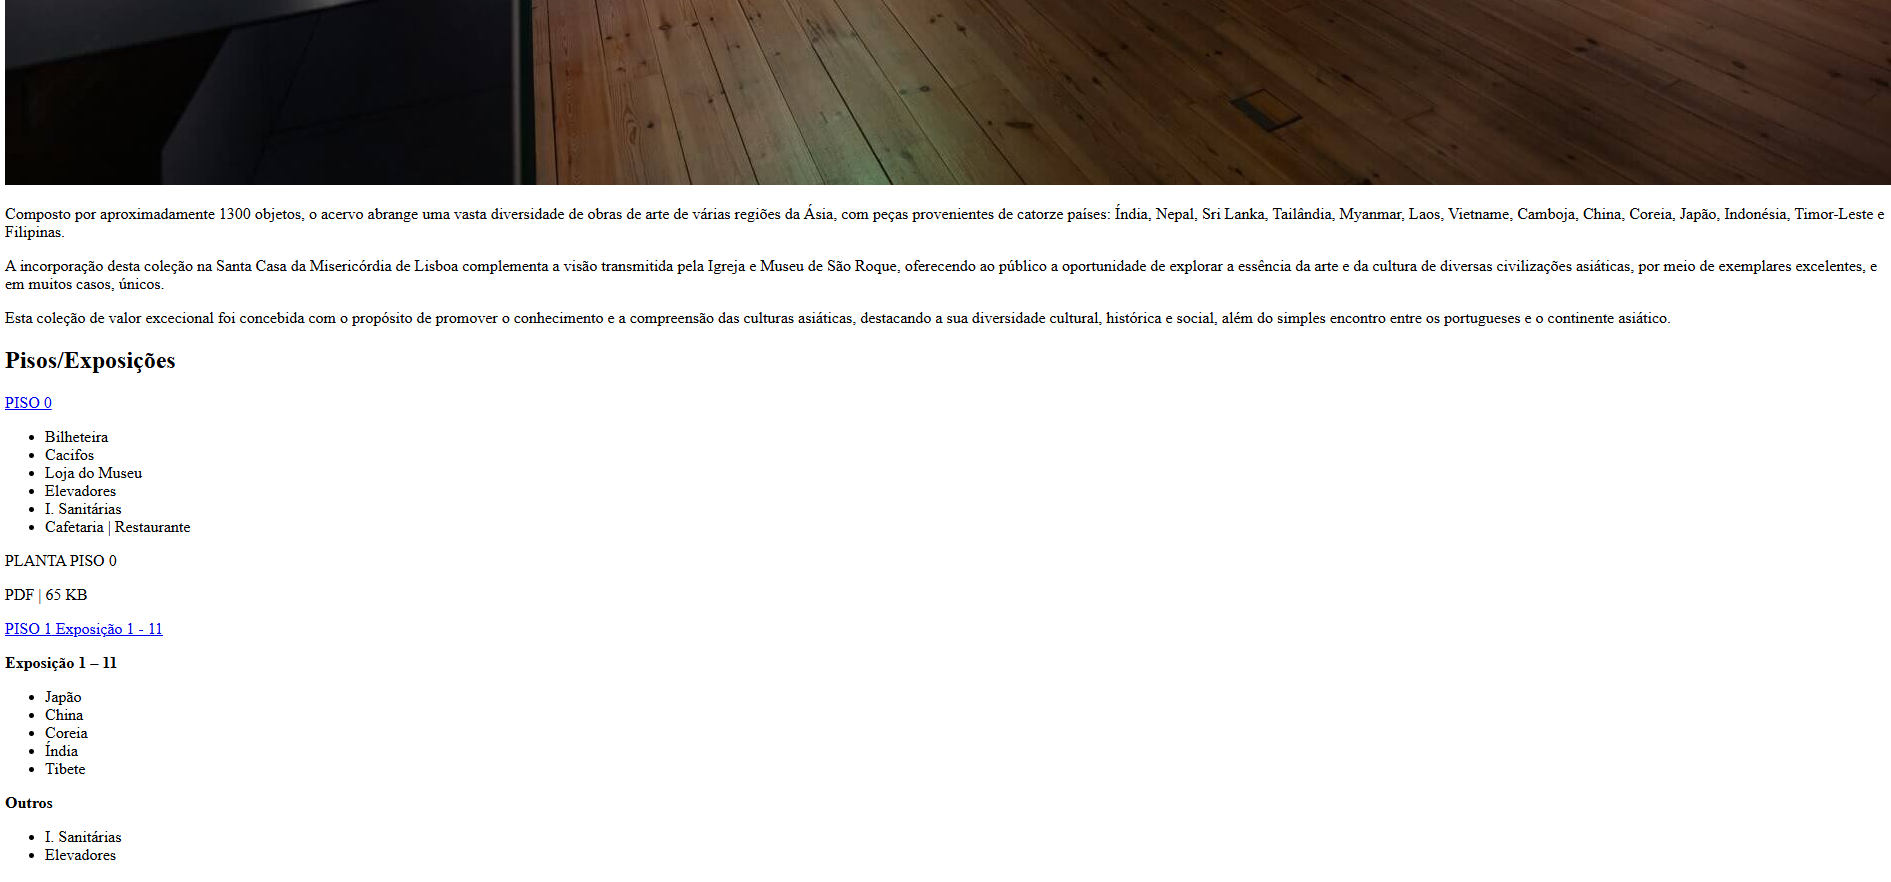 Composto por aproximadamente 1300 objetos, o acervo abrange uma vasta diversidade de obras de arte de várias regiões da Ásia, com peças provenientes de catorze países: Índia, Nepal, Sri Lanka, Tailândia, Myanmar, Laos, Vietname, Camboja, China, Coreia, Japão, Indonésia, Timor-Leste e
Filipinas.
A incorporação desta coleção na Santa Casa da Misericórdia de Lisboa complementa a visão transmitida pela Igreja e Museu de São Roque, oferecendo ao público a oportunidade de explorar a essência da arte e da cultura de diversas civilizações asiáticas, por meio de exemplares excelentes, e
em muitos casos, únicos.
Esta coleção de valor excecional foi concebida com o propósito de promover o conhecimento e a compreensão das culturas asiáticas, destacando a sua diversidade cultural, histórica e social, além do simples encontro entre os portugueses e o continente asiático.
Pisos/Exposições
PISO 0
• Bilheteira
• Cacifos
• Loja do Museu
• Elevadores
• I. Sanitárias
• Cafetaria | Restaurante
PLANTA PISO 0
PDF | 65 KB
PISO 1 Exposição 1 - 11
Exposição 1 – 11
• Japão
• China
• Coreia
• Índia
• Tibete
Outros
• I. Sanitárias
• Elevadores